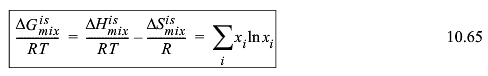 ΔG^{is}_{mix}/RT = ΔH^{is}_{mix}/RT − ΔS^{is}_{mix}/R = ∑_i x_i ln x_i 10.65